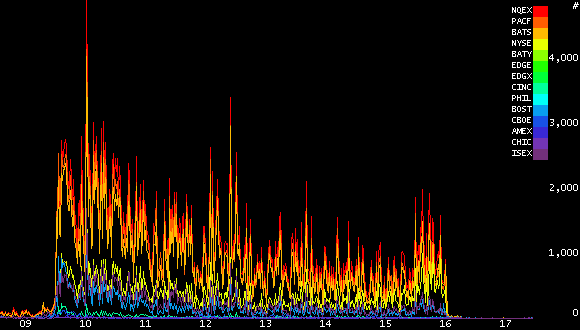 NQEX #
PACF
BATS
NYSE
BATY 4,000
EDGE
EDGX
CINC
PHIL
BOST
CBOE 3,000
AMEX
CHIC
ISEX
2,000
1,000
0
09 10 11 12 13 14 15 16 17